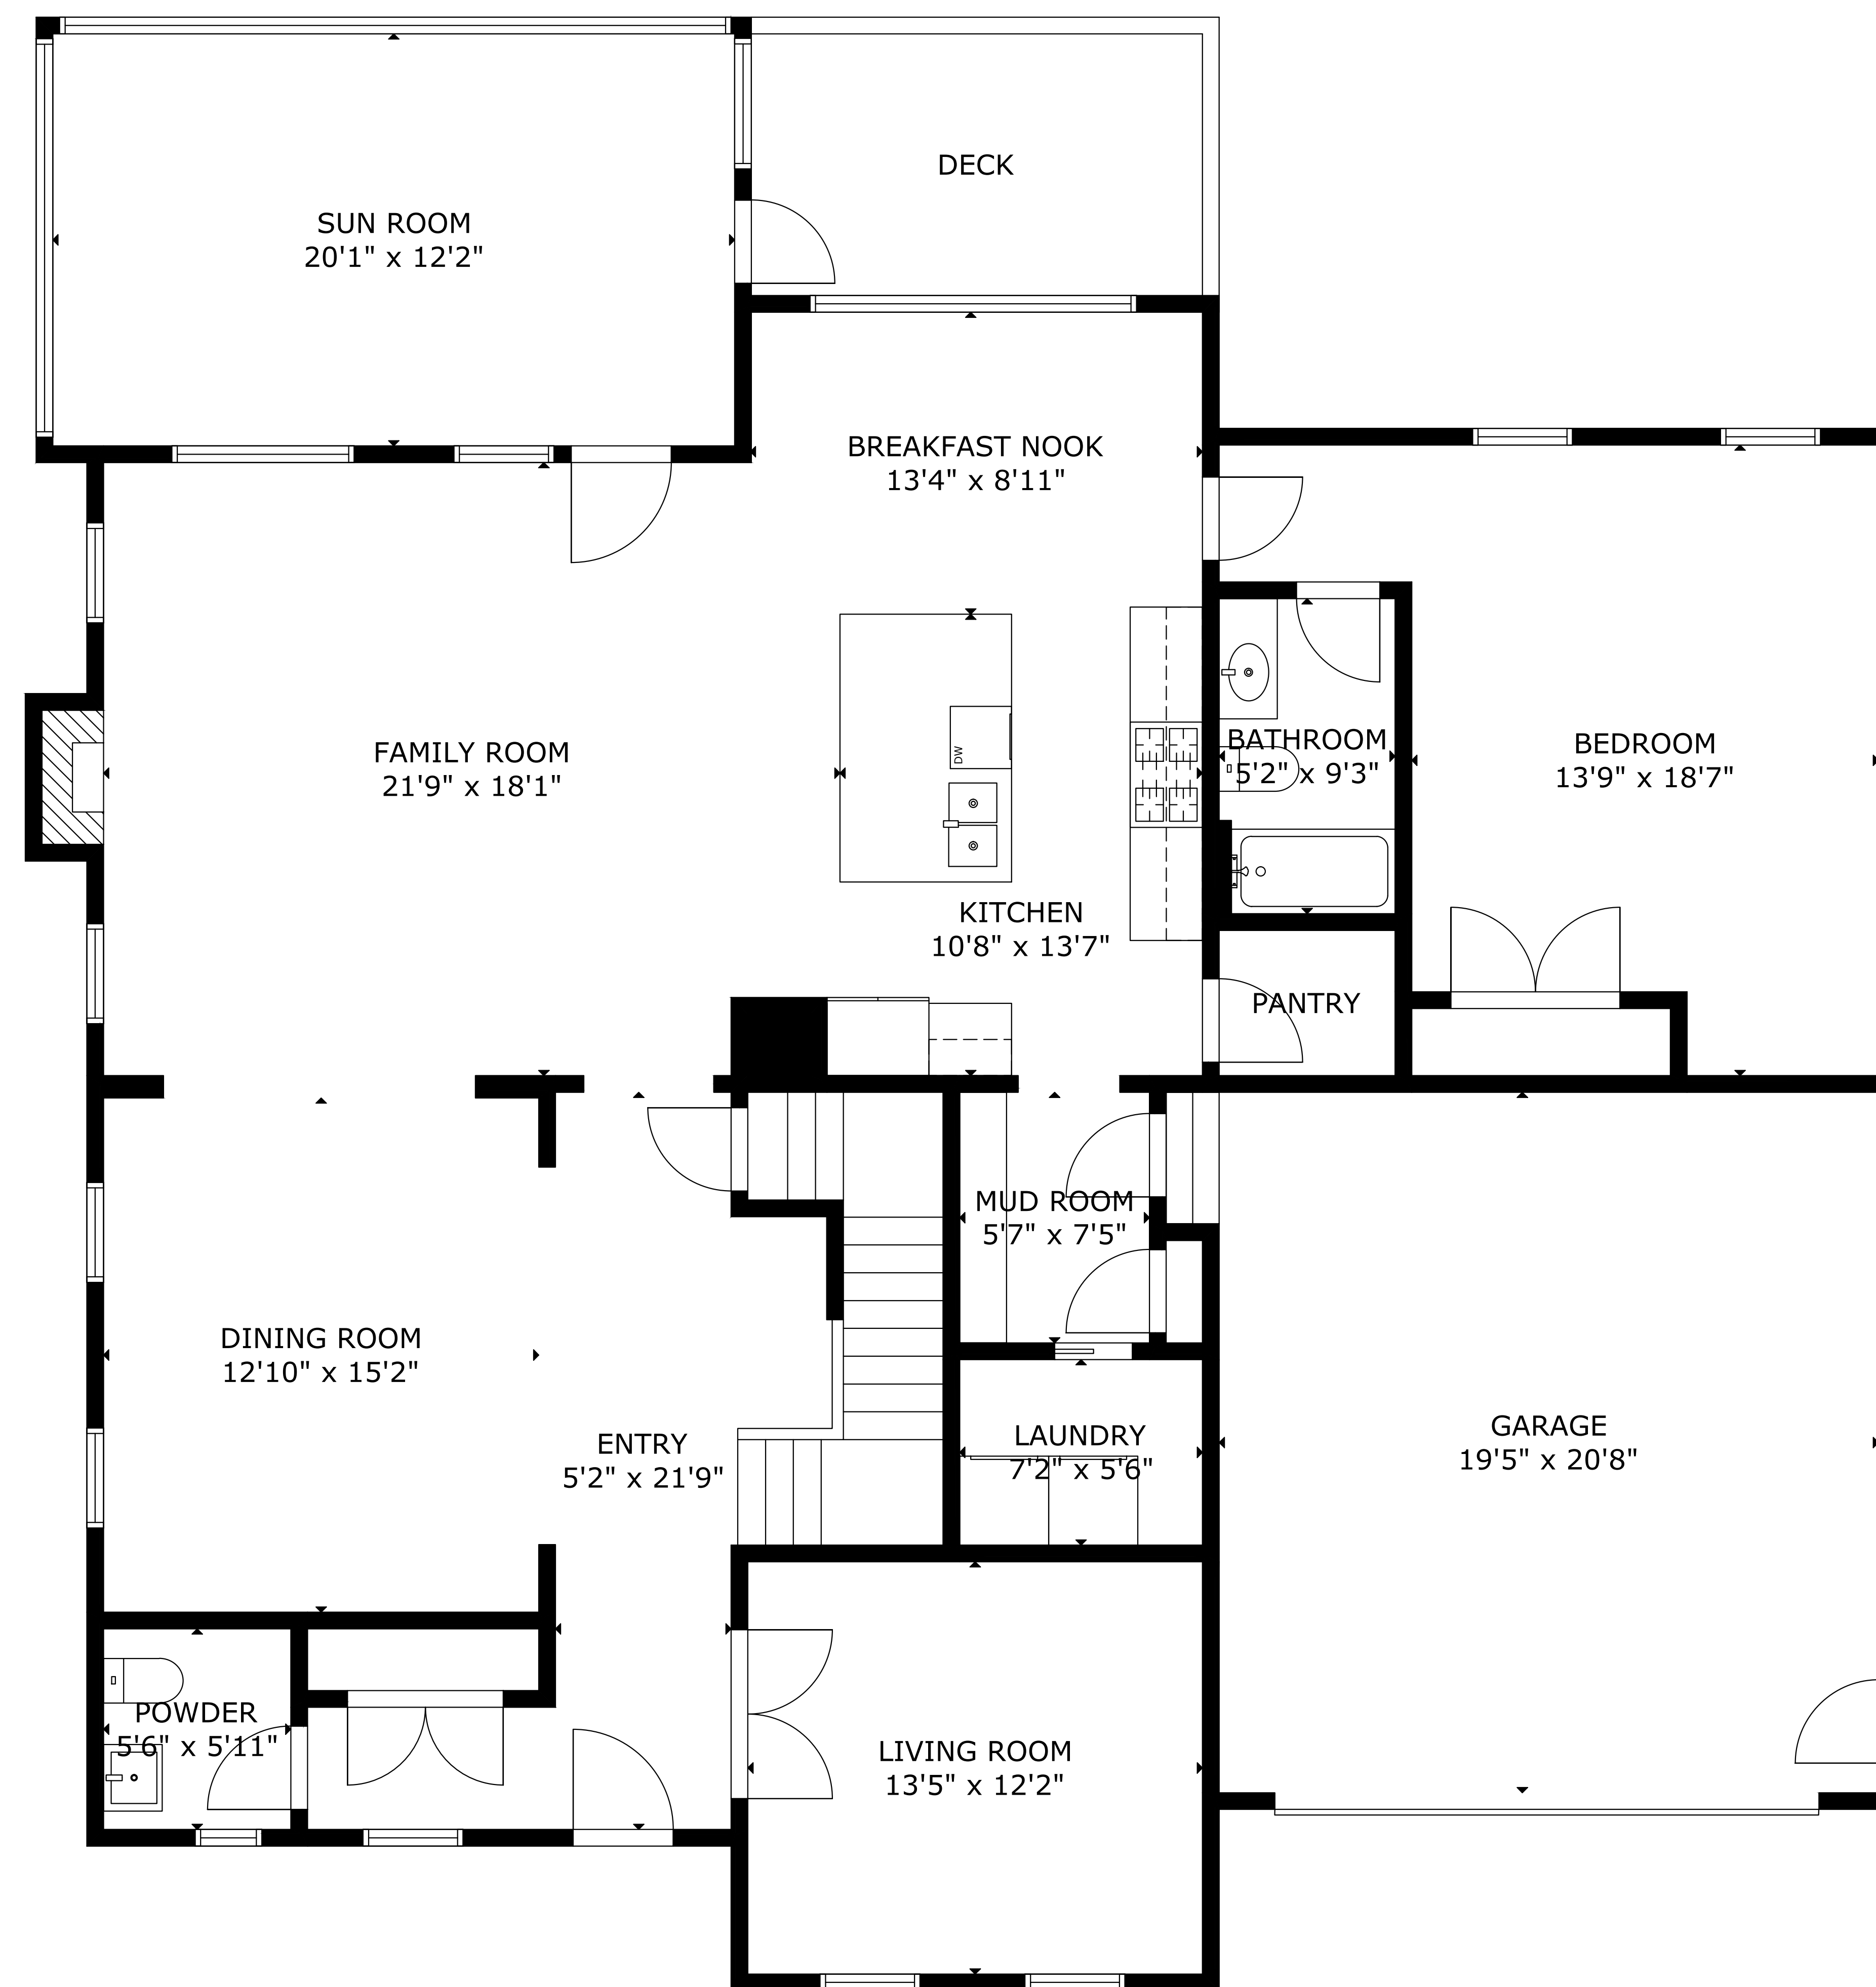 DECK
SUN ROOM
20'1" x 12'2"
BREAKFAST NOOK
13'4" x 8'11"
FAMILY ROOM
21'9" x 18'1"
DW
BATHROOM
5'2" x 9'3"
BEDROOM
13'9" x 18'7"
KITCHEN
10'8" x 13'7"
PANTRY
MUD ROOM
5'7" x 7'5"
DINING ROOM
12'10" x 15'2"
ENTRY
5'2" x 21'9"
LAUNDRY
7'2" x 5'6"
GARAGE
19'5" x 20'8"
POWDER
5'6" x 5'11"
LIVING ROOM
13'5" x 12'2"